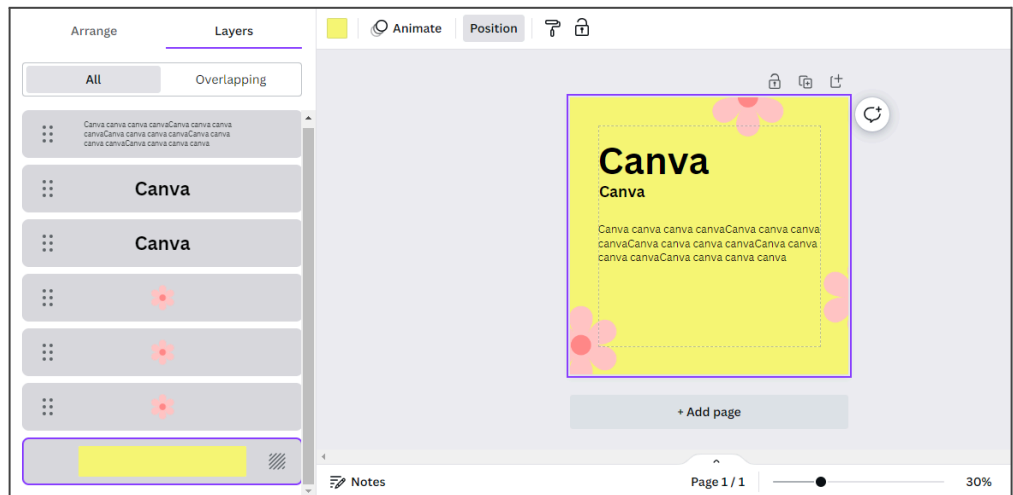 Arrange
Layers
Animate
Position
All
Overlapping
Canva canva canva canvaCanva canva canva
canvaCanva canva canva canvaCanva canva
canva canvaCanva canva canva canva
Canva
Canva
Canva
Canva
Canva canva canva canvaCanva canva canva
canvaCanva canva canva canvaCanva canva
canva canvaCanva canva canva canva
+ Add page
Notes
Page 1 / 1
30%